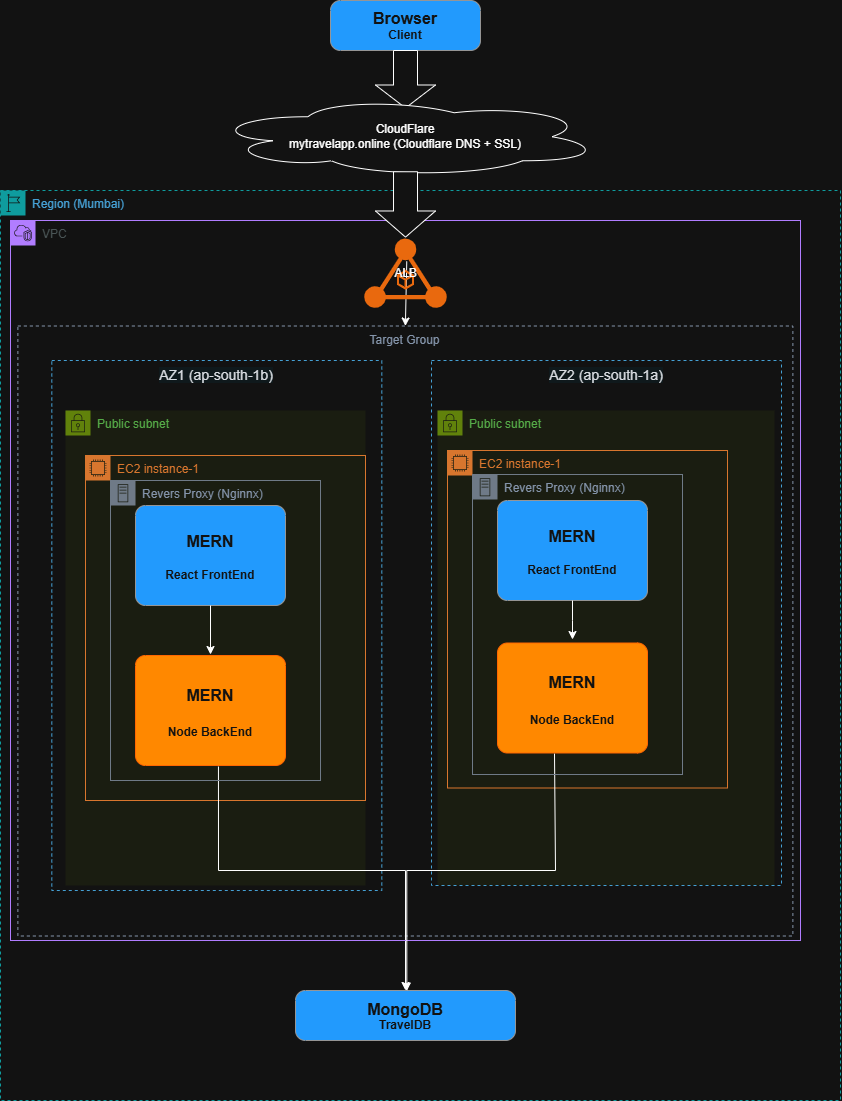 Browser
Client
CloudFlare
mytravelapp.online (Cloudflare DNS + SSL)
Region (Mumbai)
VPC
ALB
Target Group
AZ1 (ap-south-1b)
AZ2 (ap-south-1a)
Public subnet
Public subnet
EC2 instance-1
EC2 instance-1
Revers Proxy (Nginnx)
Revers Proxy (Nginnx)
MERN
React FrontEnd
MERN
React FrontEnd
MERN
Node BackEnd
MERN
Node BackEnd
MongoDB
TravelDB